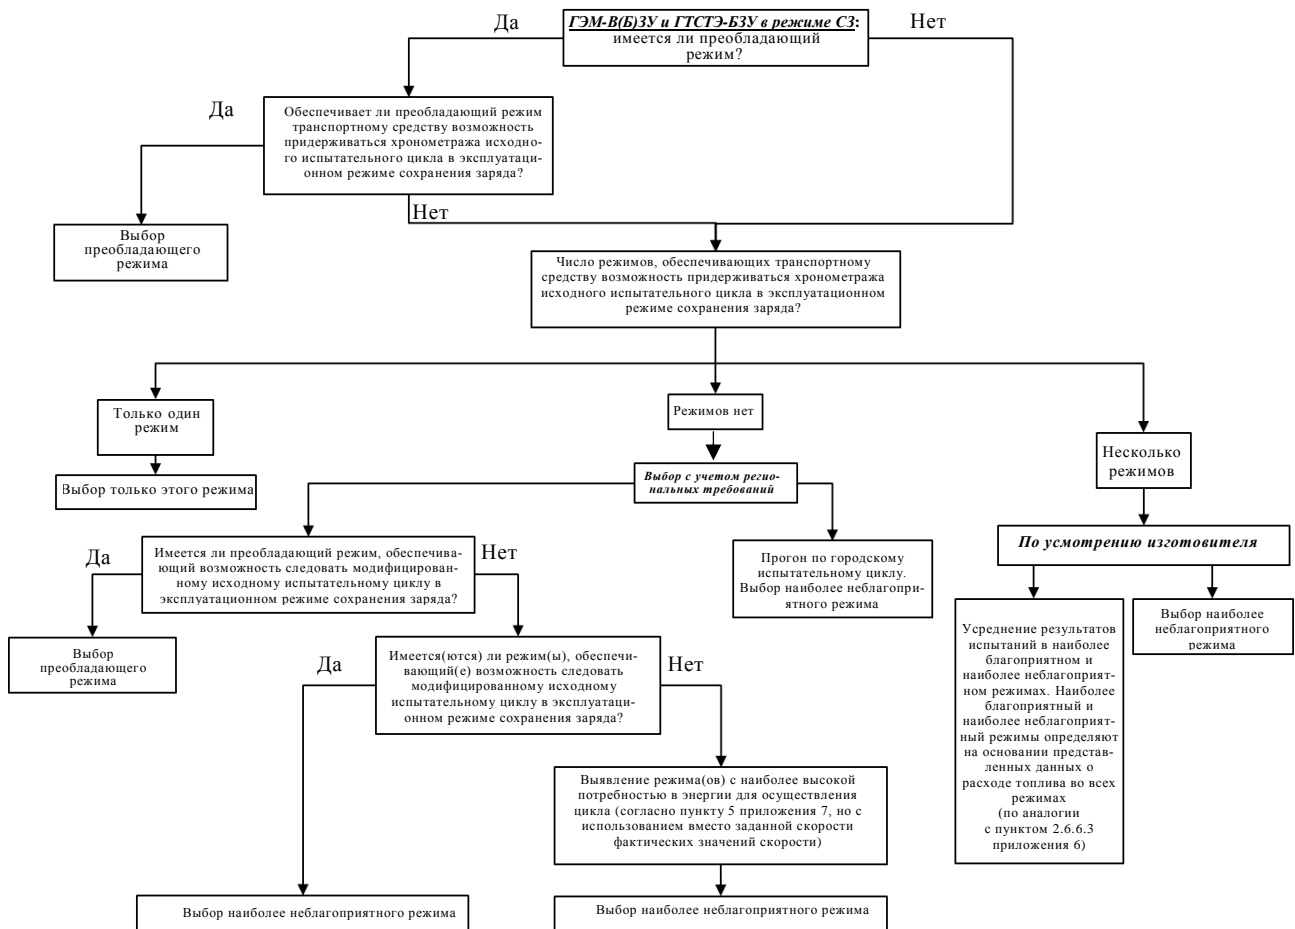 Да
ГЭМ-В(Б)ЗУ и ГТСТЭ-БЗУ в режиме СЗ:
имеется ли преобладающий
режим?
Нет
Да
Обеспечивает ли преобладающий режим
транспортному средству возможность
придерживаться хронометража исходно-
го испытательного цикла в эксплуатаци-
онном режиме сохранения заряда?
Нет
Выбор
преобладающего
режима
Число режимов, обеспечивающих транспортному
средству возможность придерживаться хронометража
исходного испытательного цикла в эксплуатационном
режиме сохранения заряда?
Только один
режим
Режимов нет
Несколько
режимов
Выбор только этого режима
Выбор с учетом регио-
нальных требований
По усмотрению изготовителя
Да
Имеется ли преобладающий режим, обеспечива-
ющий возможность следовать модифицирован-
ному исходному испытательному циклу в
эксплуатационном режиме сохранения заряда?
Нет
Прогон по городскому
испытательному циклу.
Выбор наиболее неблагопри-
ятного режима
Усреднение результатов
испытаний в наиболее
благоприятном и
наиболее неблагоприят-
ном режимах. Наиболее
благоприятный и
наиболее неблагоприят-
ный режимы определяют
на основании представ-
ленных данных о
расходе топлива во всех
режимах
(по аналогии
с пунктом 2.6.6.3
приложения 6)
Выбор наиболее
неблагоприятного
режима
Выбор
преобладающего
режима
Да
Имеется(ются) ли режим(ы), обеспечи-
вающий(е) возможность следовать
модифицированному исходному
испытательному циклу в эксплуатаци-
онном режиме сохранения заряда?
Нет
Выявление режима(ов) с наиболее высокой
потребностью в энергии для осуществления
цикла (согласно пункту 5 приложения 7, но с
использованием вместо заданной скорости
фактических значений скорости)
Выбор наиболее неблагоприятного режима
Выбор наиболее неблагоприятного режима